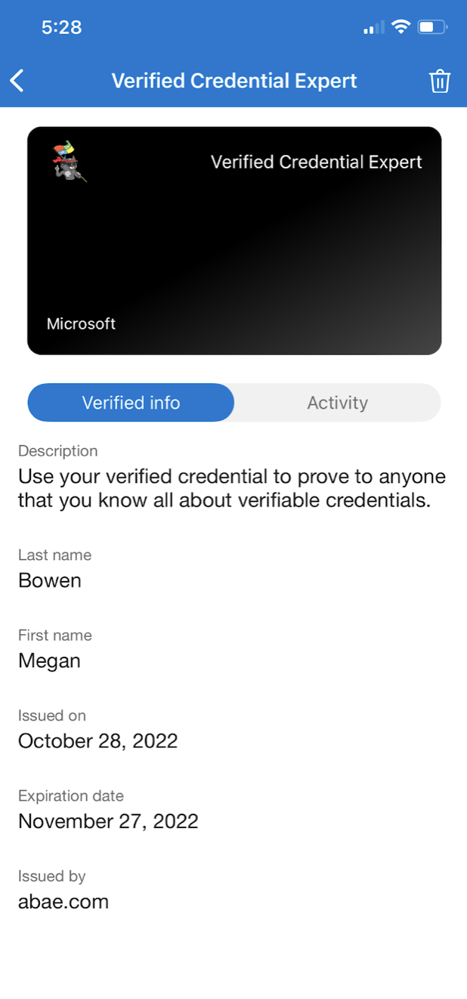 5:28
Verified Credential Expert
Verified Credential Expert
Microsoft
Verified info
Activity
Description
Use your verified credential to prove to anyone
that you know all about verifiable credentials.
Last name
Bowen
First name
Megan
Issued on
October 28, 2022
Expiration date
November 27, 2022
Issued by
abae.com